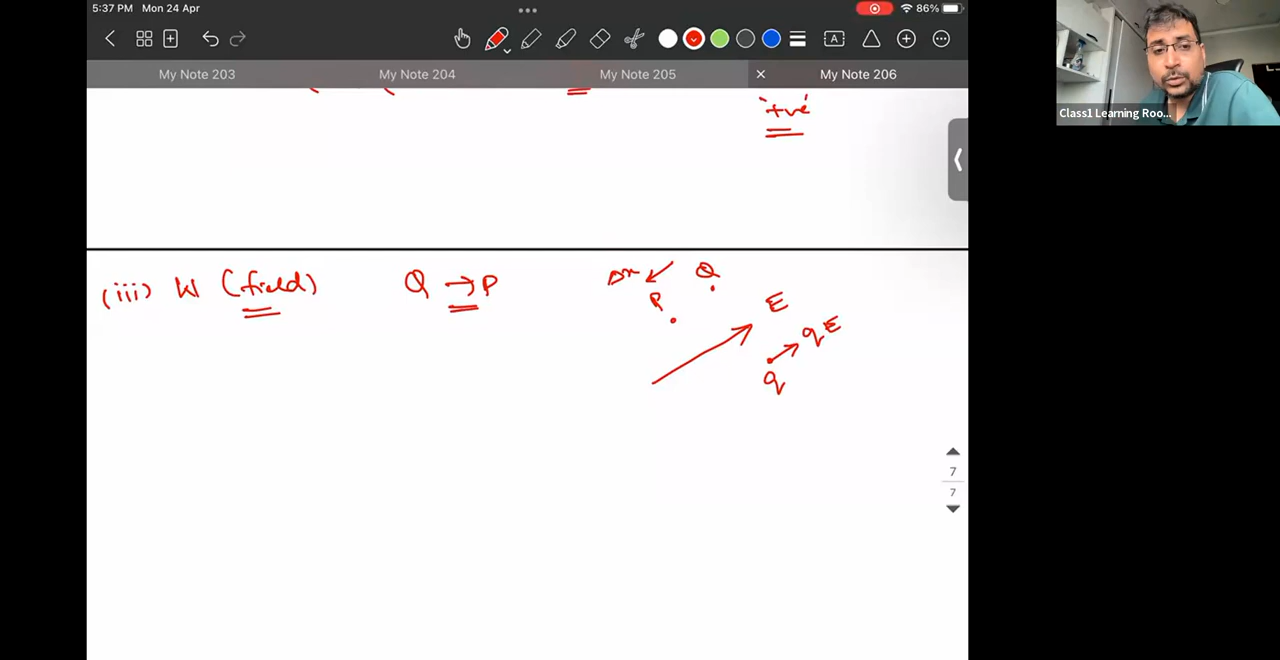 5:37 PM Mon 24 Apr
86%
My Note 203
My Note 204
My Note 205
My Note 206
Class1 Learning Roo...
A
'+ve'
(iii) W (field) Q → P
Δx
Q
P
E
qE
q
7
7